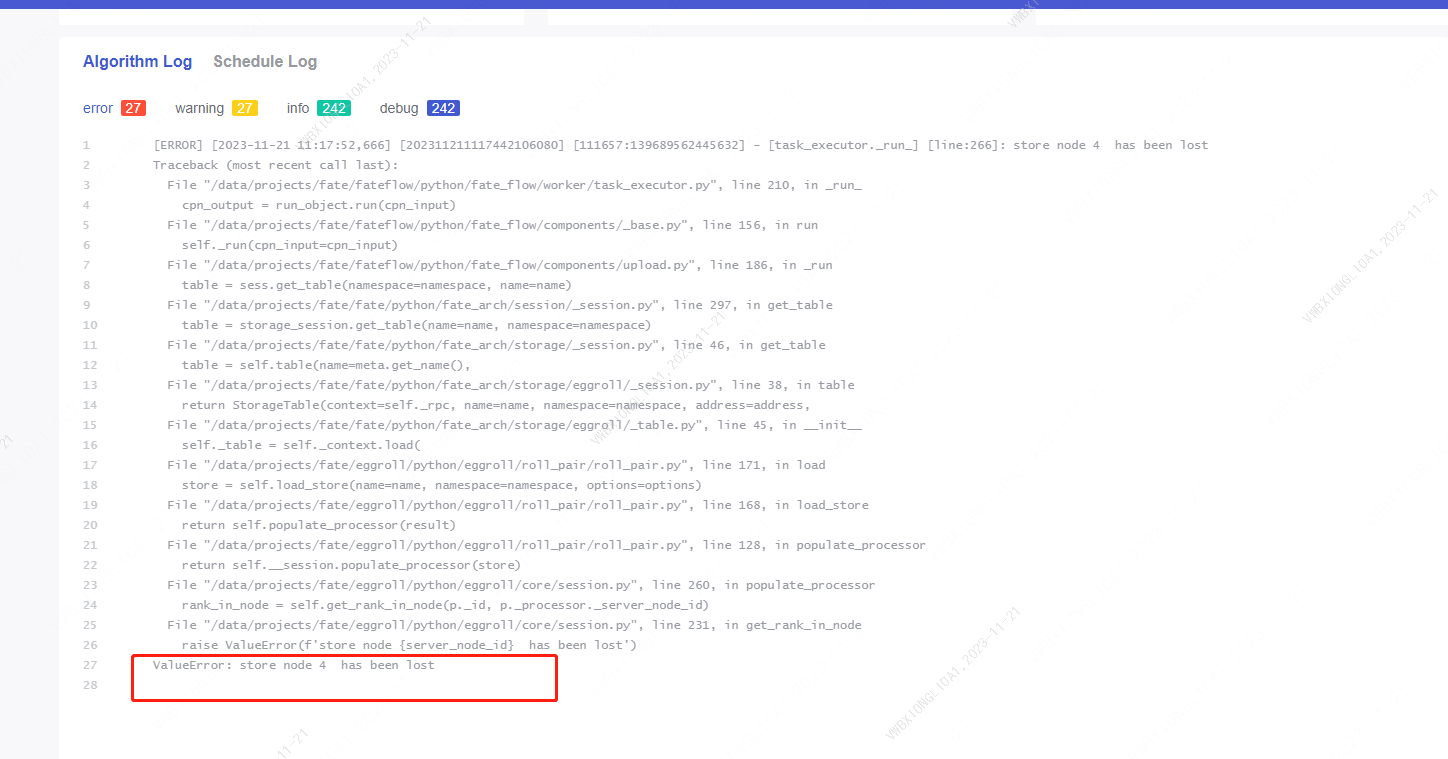 Algorithm Log Schedule Log
error 27 warning 27 info 242 debug 242
1 [ERROR] [2023-11-21 11:17:52,666] [202311211117442106080] [111657:139689562445632] - [task_executor._run_] [line:266]: store node 4  has been lost
2 Traceback (most recent call last):
3 File "/data/projects/fate/fateflow/python/fate_flow/worker/task_executor.py", line 210, in _run_
4 cpn_output = run_object.run(cpn_input)
5 File "/data/projects/fate/fateflow/python/fate_flow/components/_base.py", line 156, in run
6 self._run(cpn_input=cpn_input)
7 File "/data/projects/fate/fateflow/python/fate_flow/components/upload.py", line 186, in _run
8 table = sess.get_table(namespace=namespace, name=name)
9 File "/data/projects/fate/fate/python/fate_arch/session/_session.py", line 297, in get_table
10 table = storage_session.get_table(name=name, namespace=namespace)
11 File "/data/projects/fate/fate/python/fate_arch/storage/_session.py", line 46, in get_table
12 table = self.table(name=meta.get_name(),
13 File "/data/projects/fate/fate/python/fate_arch/storage/eggroll/_session.py", line 38, in table
14 return StorageTable(context=self._rpc, name=name, namespace=namespace, address=address,
15 File "/data/projects/fate/fate/python/fate_arch/storage/eggroll/_table.py", line 45, in __init__
16 self._table = self._context.load(
17 File "/data/projects/fate/eggroll/python/eggroll/roll_pair/roll_pair.py", line 171, in load
18 store = self.load_store(name=name, namespace=namespace, options=options)
19 File "/data/projects/fate/eggroll/python/eggroll/roll_pair/roll_pair.py", line 168, in load_store
20 return self.populate_processor(result)
21 File "/data/projects/fate/eggroll/python/eggroll/roll_pair/roll_pair.py", line 128, in populate_processor
22 return self.__session.populate_processor(store)
23 File "/data/projects/fate/eggroll/python/eggroll/core/session.py", line 260, in populate_processor
24 rank_in_node = self.get_rank_in_node(p._id, p._processor._server_node_id)
25 File "/data/projects/fate/eggroll/python/eggroll/core/session.py", line 231, in get_rank_in_node
26 raise ValueError(f'store node {server_node_id}  has been lost')
27 ValueError: store node 4  has been lost
28